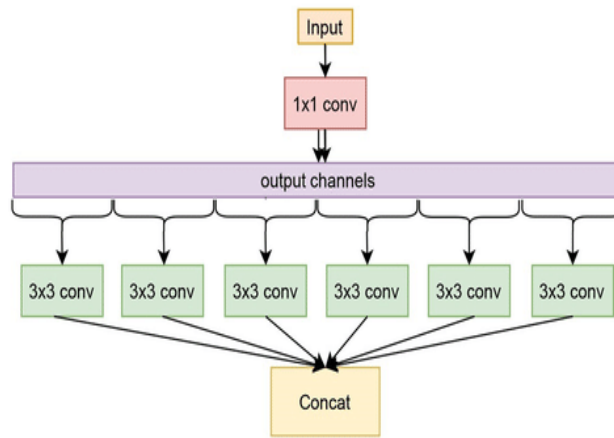 Input
1x1 conv
output channels
3x3 conv 3x3 conv 3x3 conv 3x3 conv 3x3 conv 3x3 conv
Concat